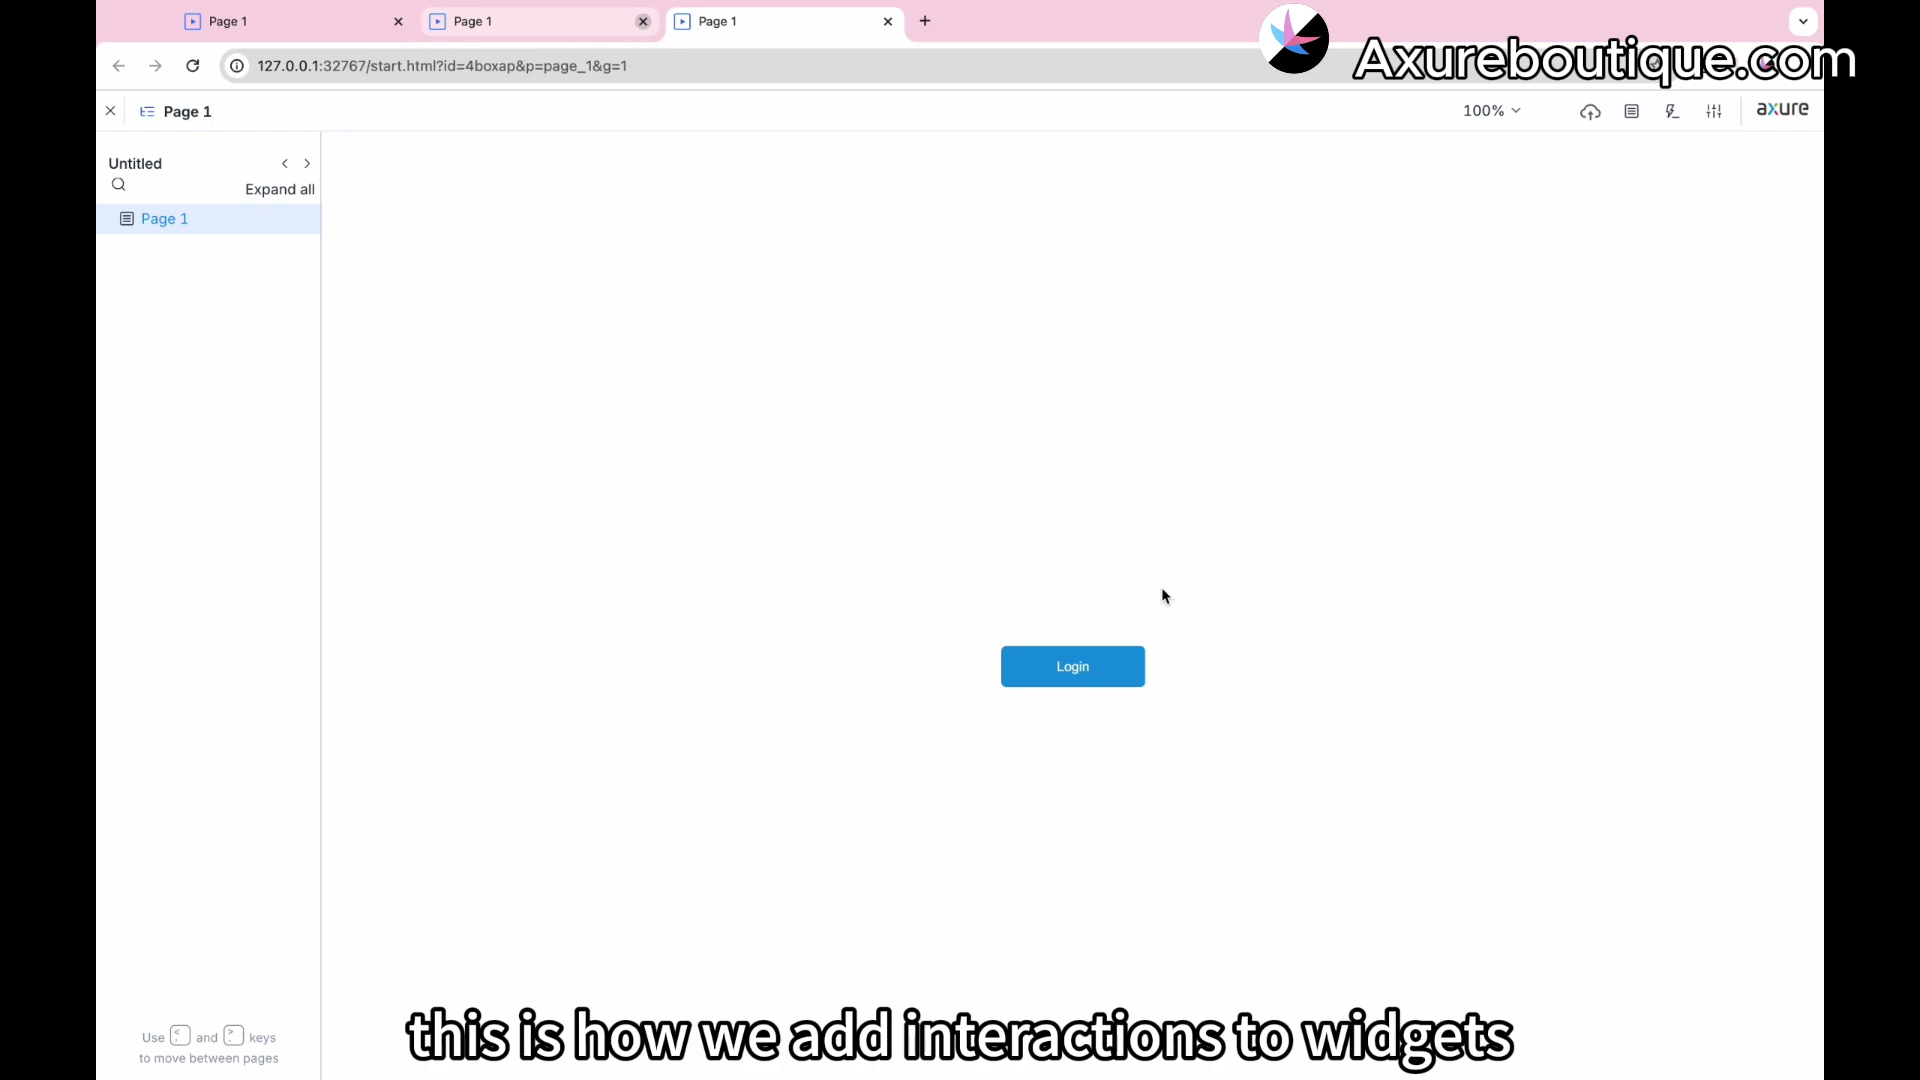 Page 1
Page 1
Page 1
Axureboutique.com
127.0.0.1:32767/start.html?id=4boxap&p=page_1&g=1
Page 1
100%
axure
Untitled
Expand all
Page 1
Login
Use < , and > . keys
to move between pages
this is how we add interactions to widgets